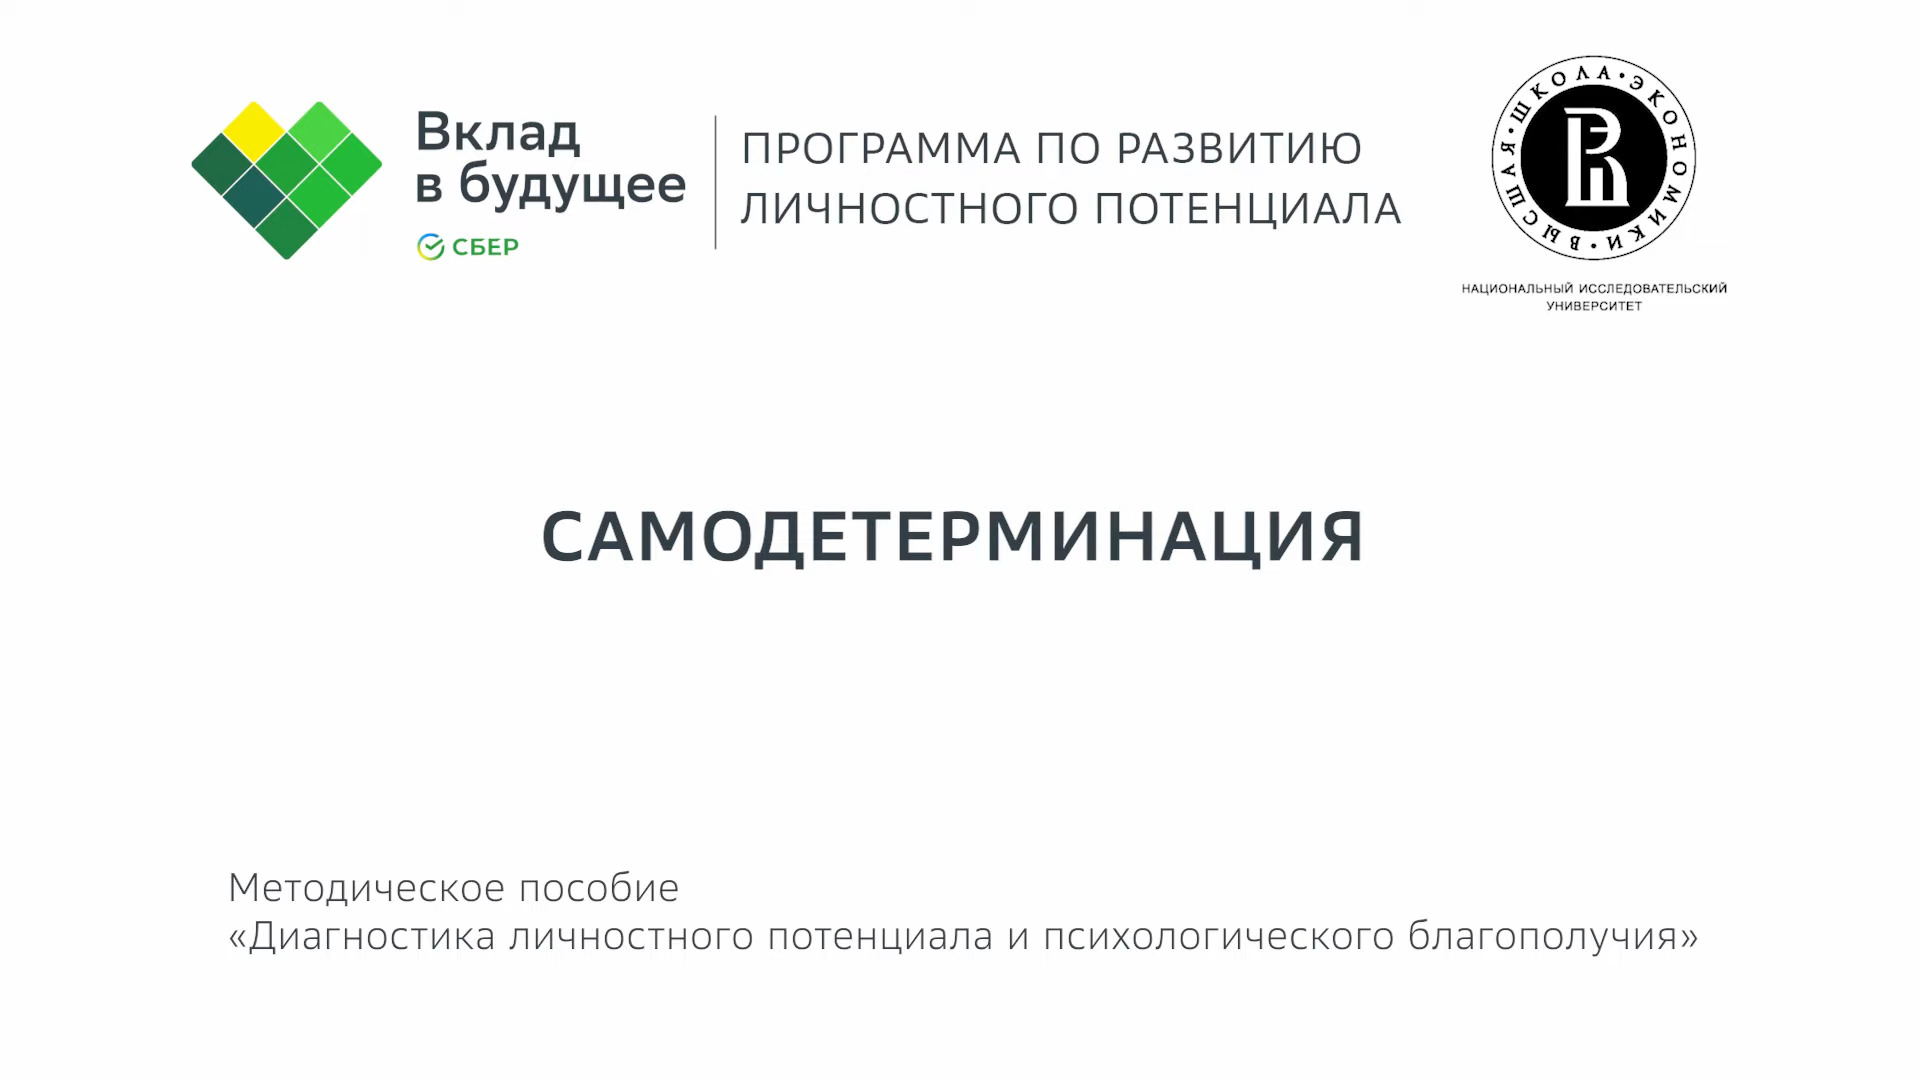 Вклад
в будущее
СБЕР
ПРОГРАММА ПО РАЗВИТИЮ
ЛИЧНОСТНОГО ПОТЕНЦИАЛА
ВЫСШАЯ • ШКОЛА • ЭКОНОМИКИ •
НАЦИОНАЛЬНЫЙ ИССЛЕДОВАТЕЛЬСКИЙ
УНИВЕРСИТЕТ
САМОДЕТЕРМИНАЦИЯ
Методическое пособие
«Диагностика личностного потенциала и психологического благополучия»